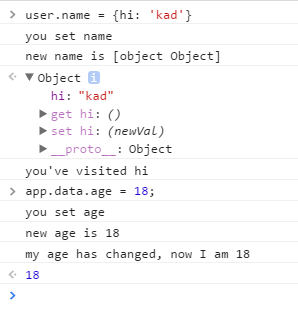 > user.name = {hi: 'kad'}
you set name
new name is [object Object]
Object i
hi: "kad"
get hi: ()
set hi: (newVal)
__proto__: Object
you've visited hi
> app.data.age = 18;
you set age
new age is 18
my age has changed, now I am 18
18
>